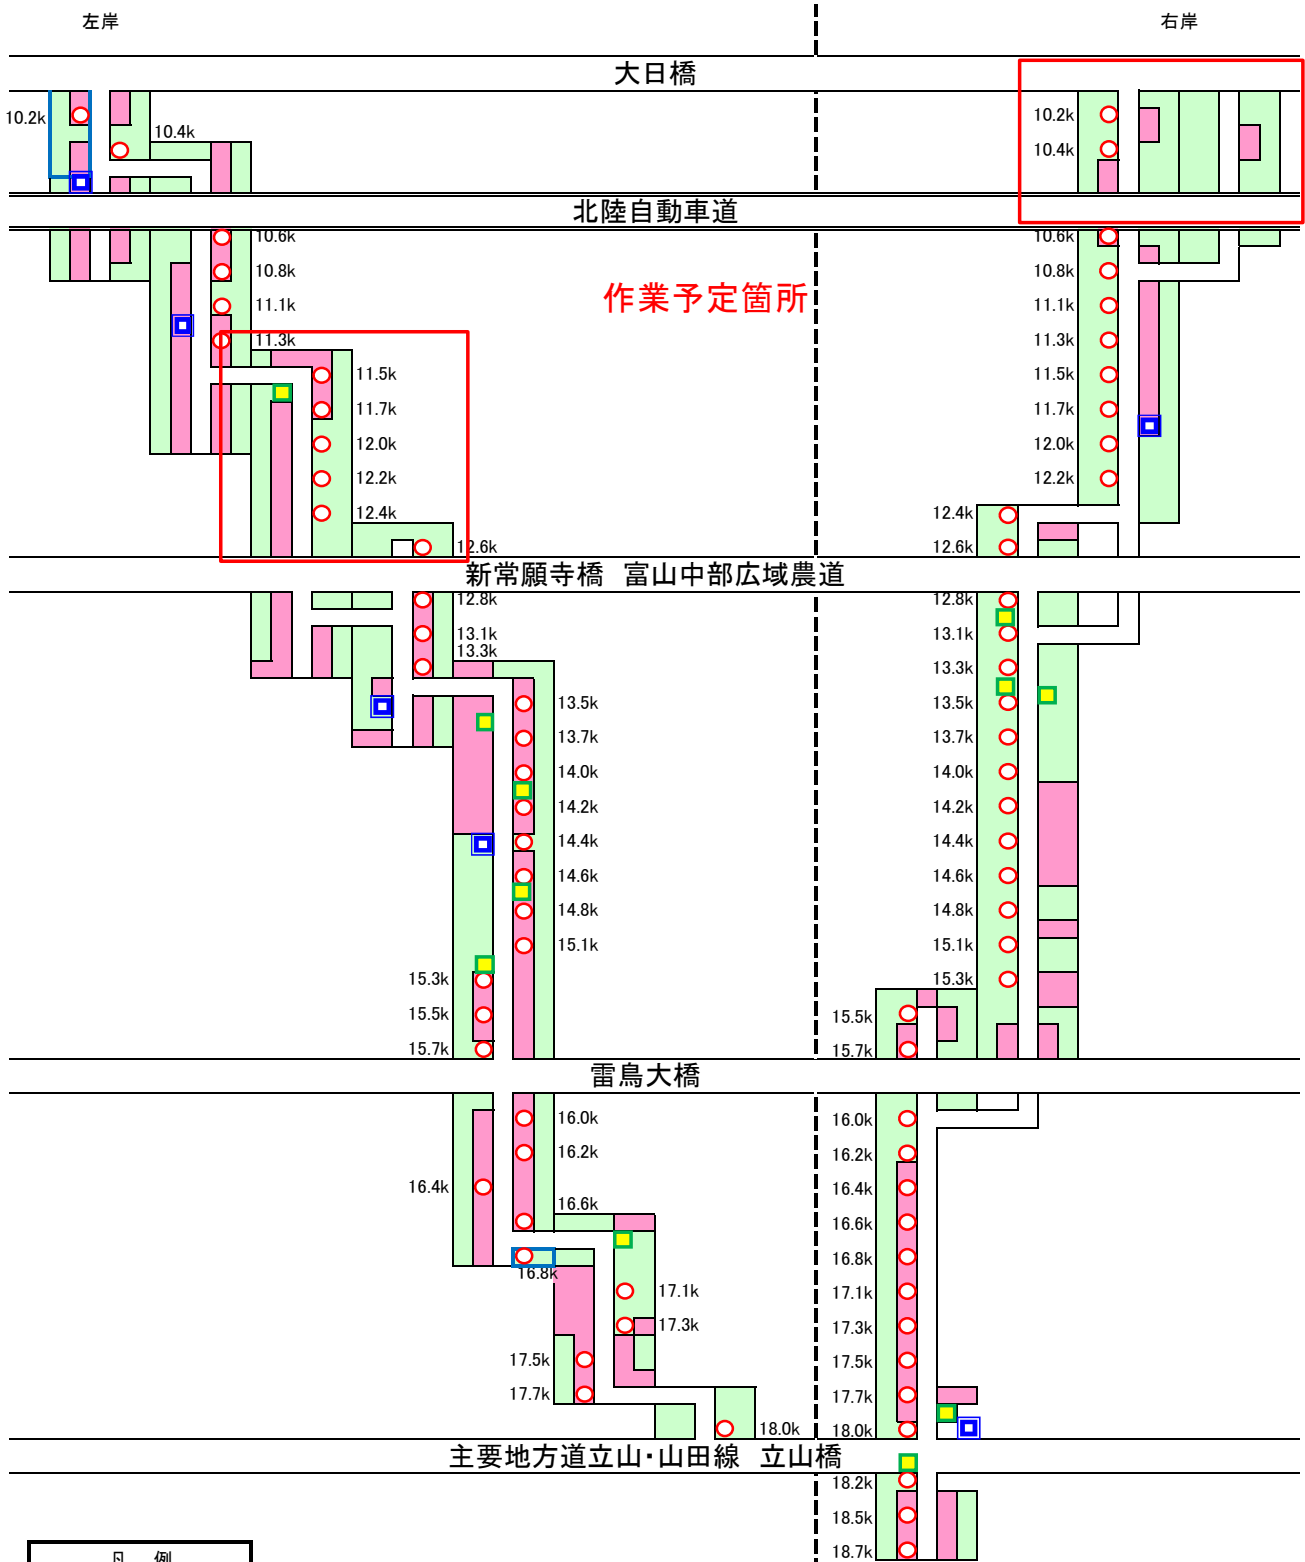 左岸
右岸
大日橋
10.2k
10.4k
10.2k
10.4k
北陸自動車道
10.6k
10.8k
11.1k
11.3k
11.5k
11.7k
12.0k
12.2k
12.4k
12.6k
作業予定箇所
10.6k
10.8k
11.1k
11.3k
11.5k
11.7k
12.0k
12.2k
12.4k
12.6k
新常願寺橋 富山中部広域農道
12.8k
13.1k
13.3k
13.5k
13.7k
14.0k
14.2k
14.4k
14.6k
14.8k
15.1k
15.3k
15.5k
15.7k
12.8k
13.1k
13.3k
13.5k
13.7k
14.0k
14.2k
14.4k
14.6k
14.8k
15.1k
15.3k
15.5k
15.7k
雷鳥大橋
16.0k
16.2k
16.4k
16.6k
16.8k
17.1k
17.3k
17.5k
17.7k
18.0k
16.0k
16.2k
16.4k
16.6k
16.8k
17.1k
17.3k
17.5k
17.7k
18.0k
主要地方道立山・山田線 立山橋
18.2k
18.5k
18.7k
凡 例